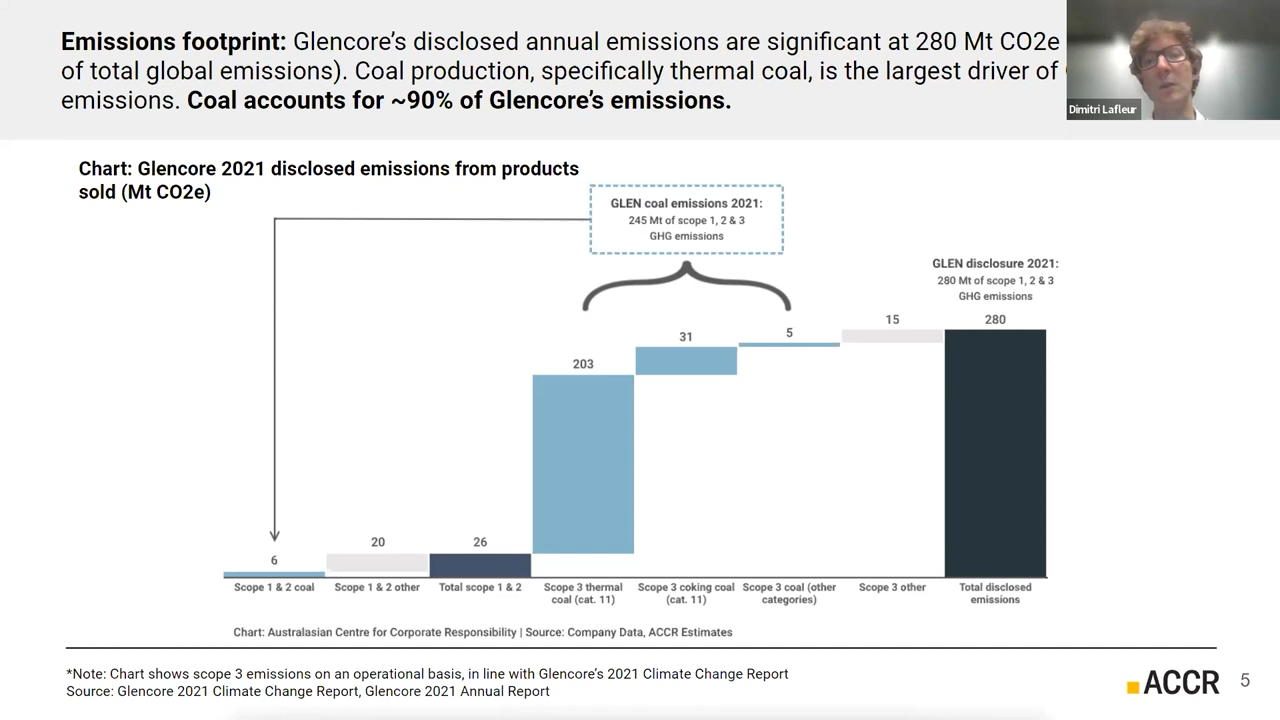 Emissions footprint: Glencore’s disclosed annual emissions are significant at 280 Mt CO2e
of total global emissions). Coal production, specifically thermal coal, is the largest driver of
emissions. Coal accounts for ~90% of Glencore’s emissions.
Dimitri Lafleur
Chart: Glencore 2021 disclosed emissions from products
sold (Mt CO2e)
GLEN coal emissions 2021:
245 Mt of scope 1, 2 & 3
GHG emissions
GLEN disclosure 2021:
280 Mt of scope 1, 2 & 3
GHG emissions
6
20
26
203
31
5
15
280
Scope 1 & 2 coal
Scope 1 & 2 other
Total scope 1 & 2
Scope 3 thermal
coal (cat. 11)
Scope 3 coking coal
(cat. 11)
Scope 3 coal (other
categories)
Scope 3 other
Total disclosed
emissions
Chart: Australasian Centre for Corporate Responsibility | Source: Company Data, ACCR Estimates
*Note: Chart shows scope 3 emissions on an operational basis, in line with Glencore’s 2021 Climate Change Report
Source: Glencore 2021 Climate Change Report, Glencore 2021 Annual Report
ACCR
5